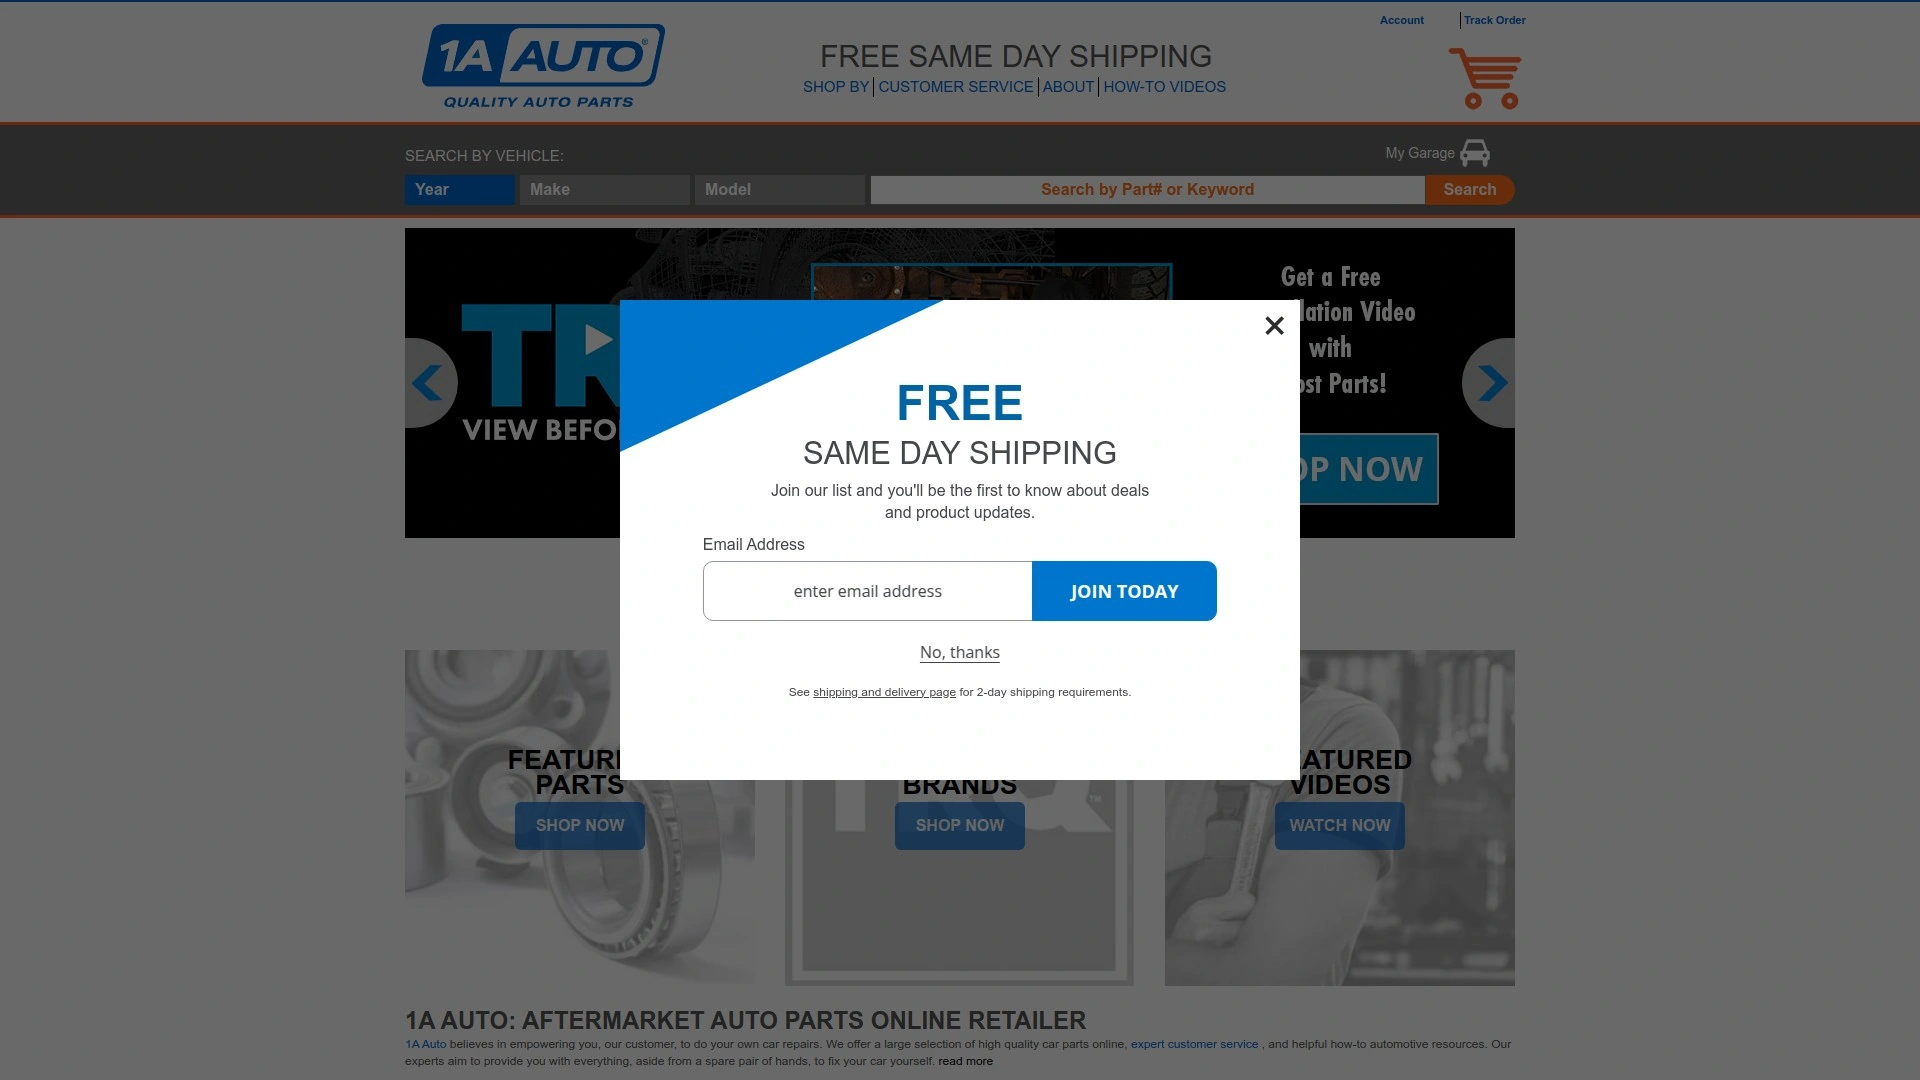 Account
Track Order
1A AUTO®
QUALITY AUTO PARTS
FREE SAME DAY SHIPPING
SHOP BY
CUSTOMER SERVICE
ABOUT
HOW-TO VIDEOS
SEARCH BY VEHICLE:
My Garage
Year
Make
Model
Search by Part# or Keyword
Search
Get a Free
lation Video
with
ost Parts!
VIEW BEFO
OP NOW
FREE
SAME DAY SHIPPING
Join our list and you'll be the first to know about deals
and product updates.
Email Address
enter email address
JOIN TODAY
No, thanks
See shipping and delivery page for 2-day shipping requirements.
FEATUR
PARTS
SHOP NOW
BRANDS
SHOP NOW
ATURED
VIDEOS
WATCH NOW
1A AUTO: AFTERMARKET AUTO PARTS ONLINE RETAILER
1A Auto believes in empowering you, our customer, to do your own car repairs. We offer a large selection of high quality car parts online, expert customer service , and helpful how-to automotive resources. Our
experts aim to provide you with everything, aside from a spare pair of hands, to fix your car yourself. read more